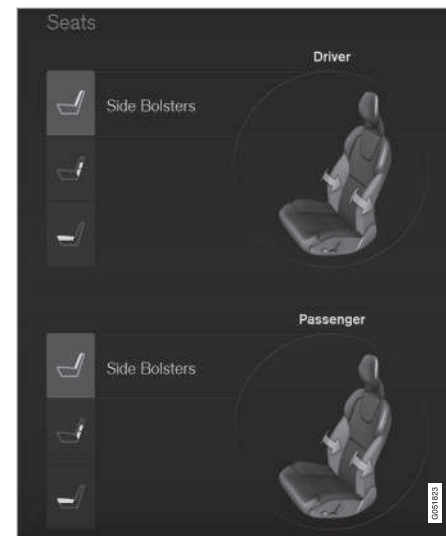 Seats
Driver
Side Bolsters
Passenger
Side Bolsters
G051823